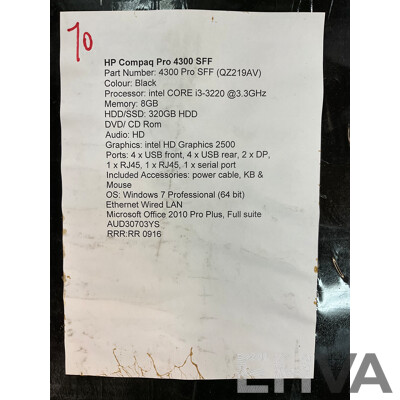 70
HP Compaq Pro 4300 SFF
Part Number: 4300 Pro SFF (QZ219AV)
Colour: Black
Processor: intel CORE i3-3220 @3.3GHz
Memory: 8GB
HDD/SSD: 320GB HDD
DVD/ CD Rom
Audio: HD
Graphics: intel HD Graphics 2500
Ports: 4 x USB front, 4 x USB rear, 2 x DP,
1 x RJ45, 1 x RJ45, 1 x serial port
Included Accessories: power cable, KB &
Mouse
OS: Windows 7 Professional (64 bit)
Ethernet Wired LAN
Microsoft Office 2010 Pro Plus, Full suite
AUD30703YS
RRR:RR 0916